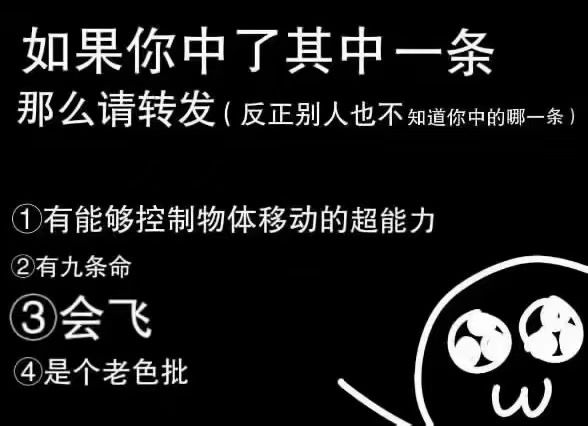 如果你中了其中一条
那么请转发（反正别人也不知道你中的哪一条）
①有能够控制物体移动的超能力
②有九条命
③会飞
④是个老色批